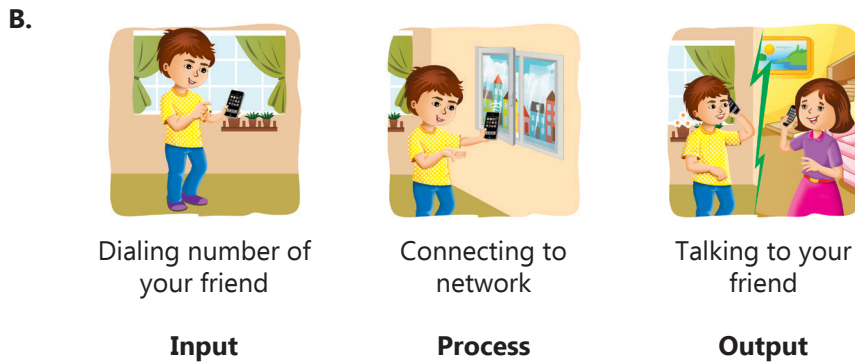 B.
Dialing number of
your friend
Connecting to
network
Talking to your
friend
Input
Process
Output